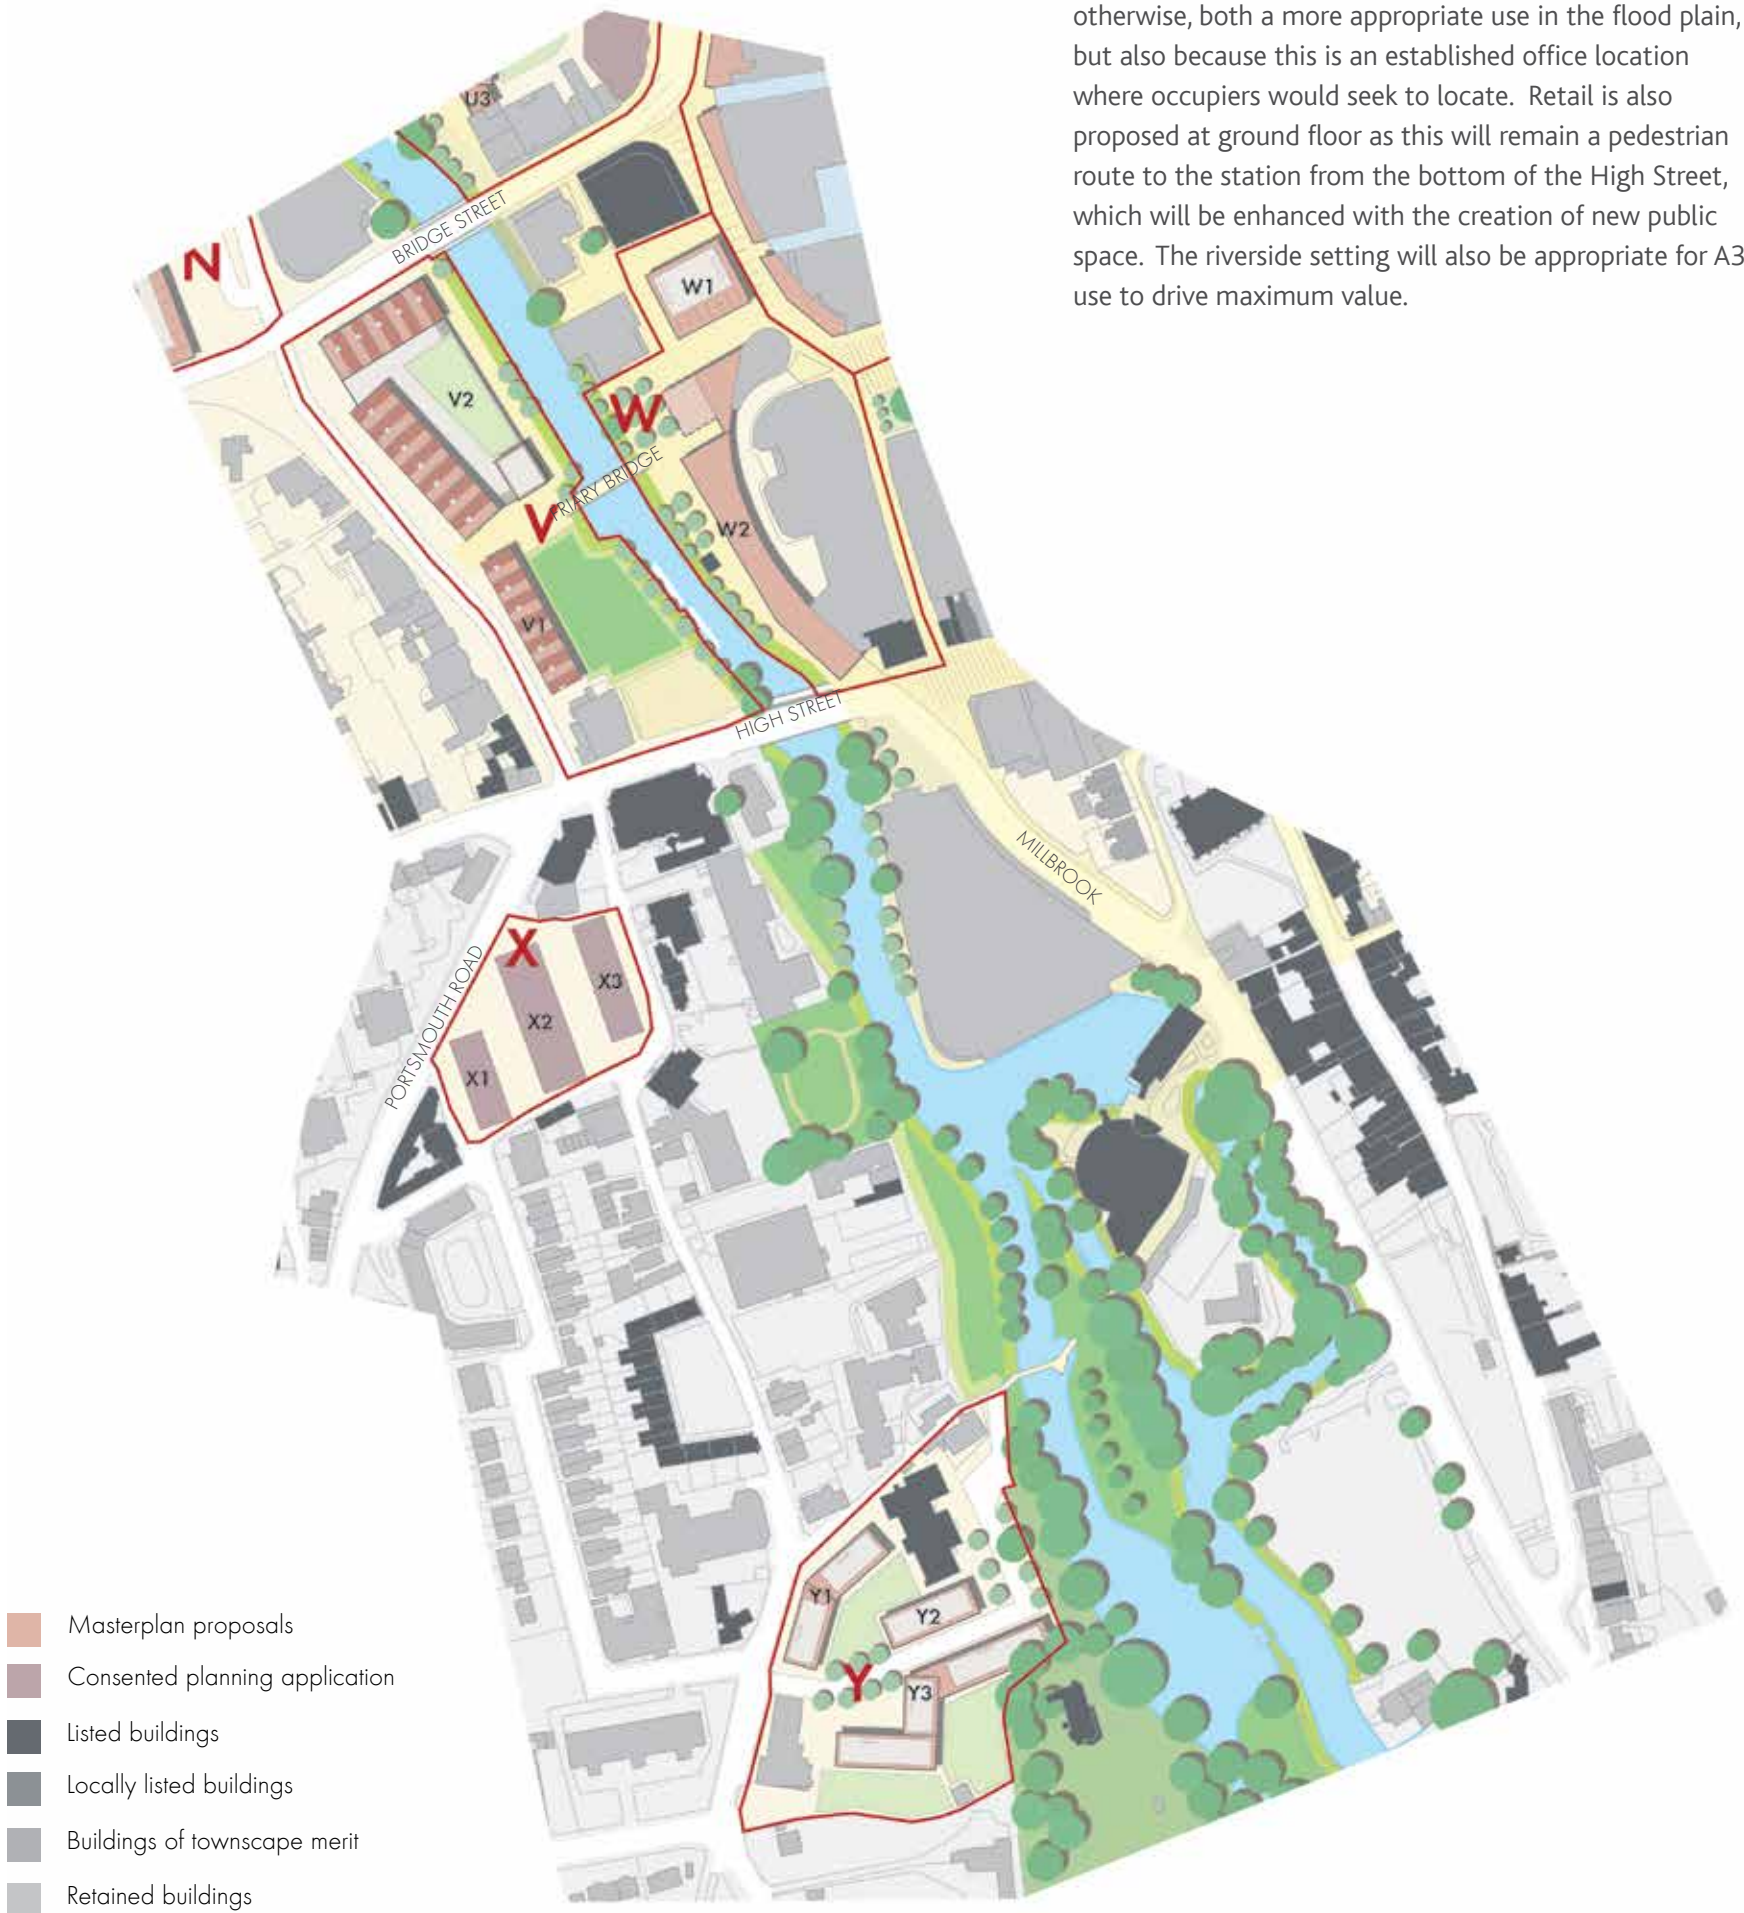 otherwise, both a more appropriate use in the flood plain,
but also because this is an established office location
where occupiers would seek to locate.  Retail is also
proposed at ground floor as this will remain a pedestrian
route to the station from the bottom of the High Street,
which will be enhanced with the creation of new public
space.  The riverside setting will also be appropriate for A3
use to drive maximum value.
U3
BRIDGE STREET
N
W1
V2
W
FRIARY BRIDGE
V
W2
V1
HIGH STREET
MILLBROOK
X
PORTSMOUTH ROAD
X3
X2
X1
Y1
Y2
Y
Y3
Masterplan proposals
Consented planning application
Listed buildings
Locally listed buildings
Buildings of townscape merit
Retained buildings